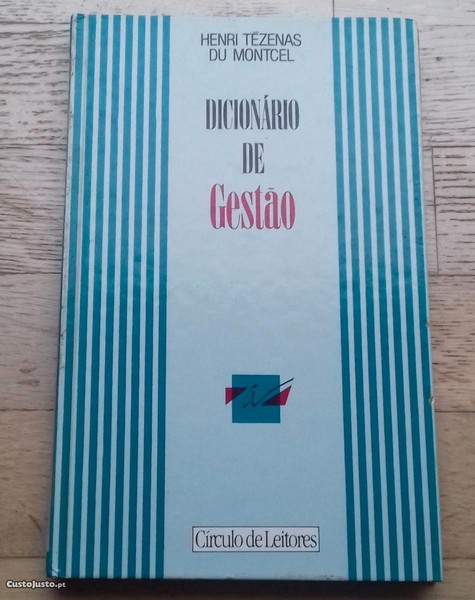 HENRI TÉZENAS
DU MONTCEL
DICIONÁRIO
DE
Gestão
Círculo de Leitores
CustoJusto.pt